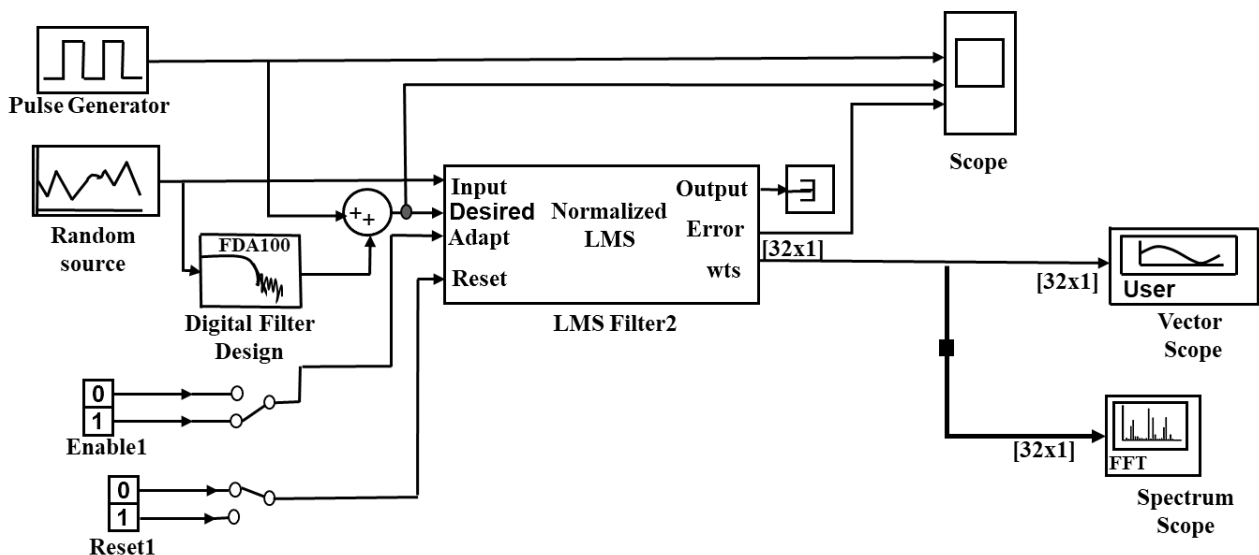 Pulse Generator
Scope
Random
source
+
+
Input
Desired
Adapt
Reset
Normalized
LMS
Output
Error
wts
[32x1]
LMS Filter2
FDA100
Digital Filter
Design
[32x1]
User
Vector
Scope
0
1
Enable1
[32x1]
FFT
Spectrum
Scope
0
1
Reset1